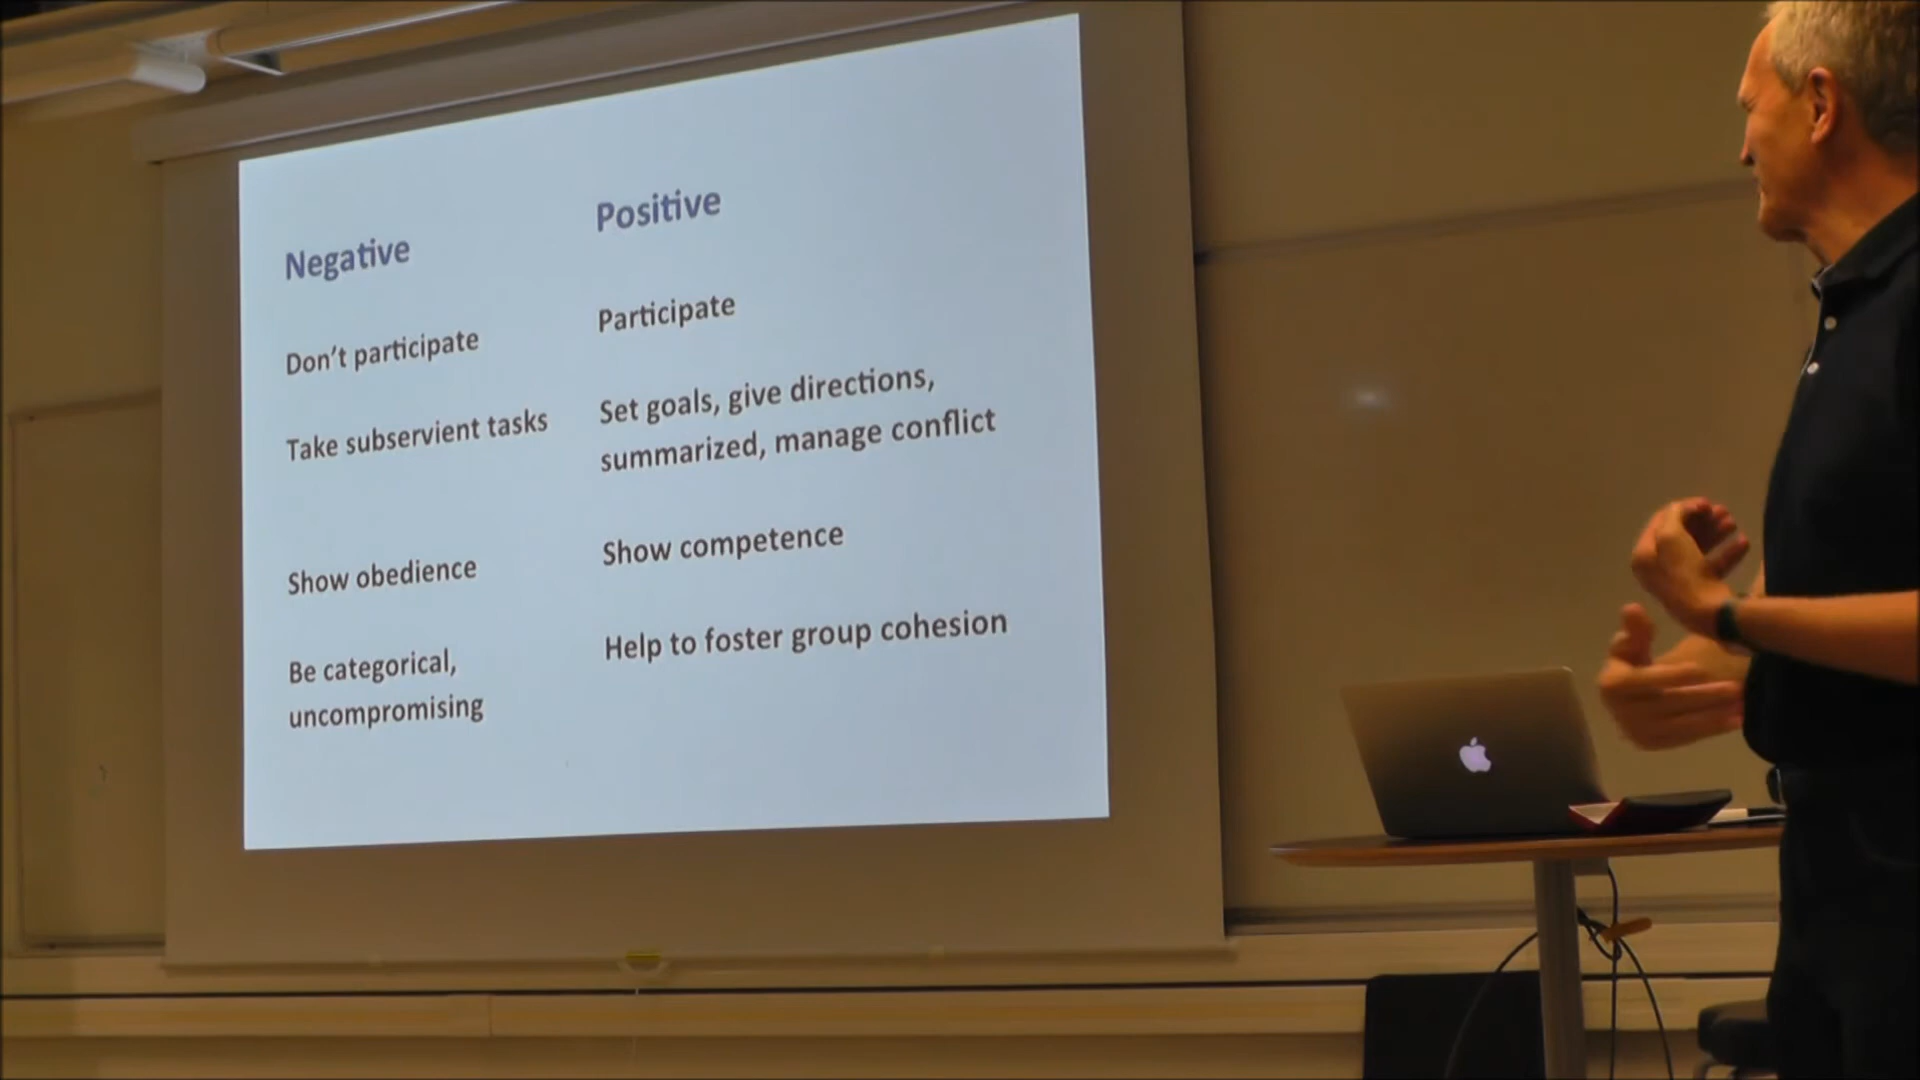 Negative
Don't participate
Take subservient tasks
Show obedience
Be categorical,
uncompromising
Positive
Participate
Set goals, give directions,
summarized, manage conflict
Show competence
Help to foster group cohesion